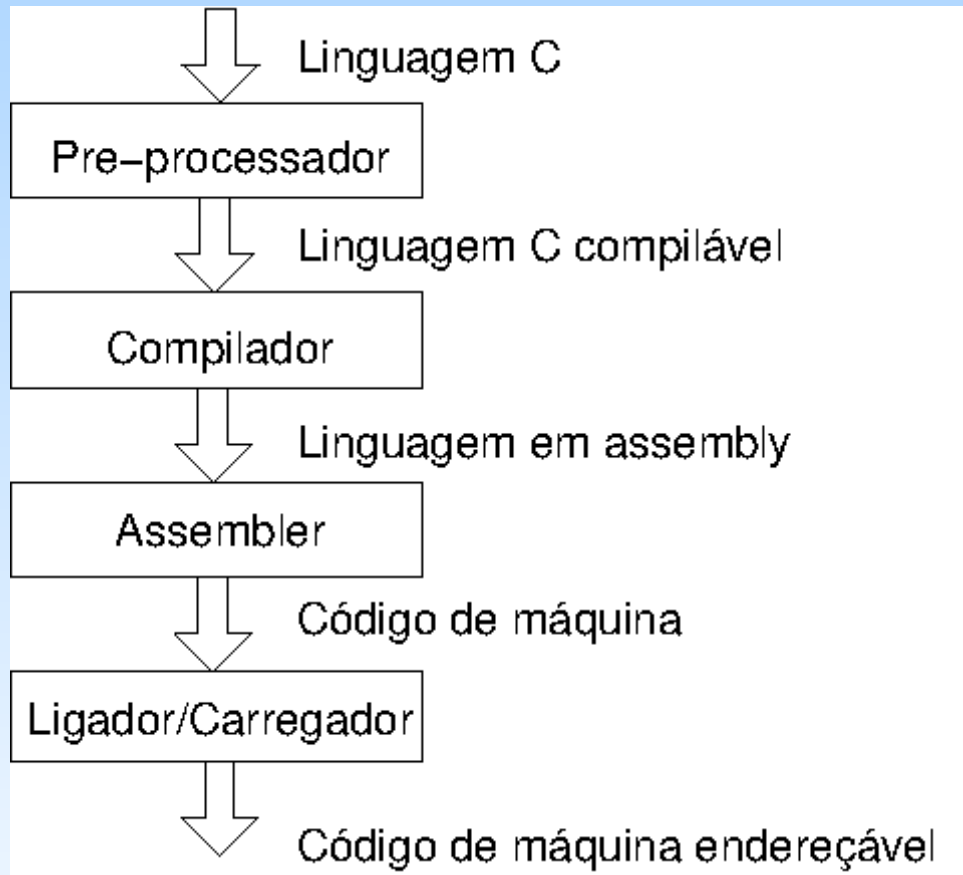 Linguagem C
Pre-processador
Linguagem C compilável
Compilador
Linguagem em assembly
Assembler
Código de máquina
Ligador/Carregador
Código de máquina endereçável